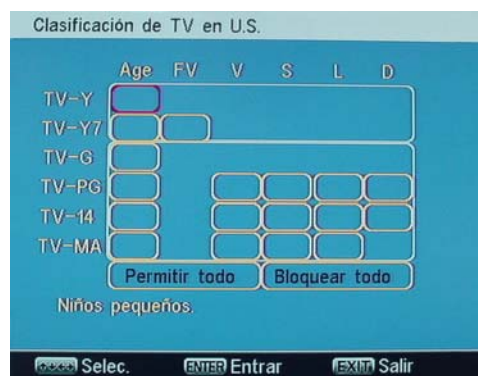 Clasificación de TV en U.S.
Age FV V S L D
TV-Y
TV-Y7
TV-G
TV-PG
TV-14
TV-MA
Permitir todo Bloquear todo
Niños pequeños.
Selec. ENTER Entrar EXIT Salir